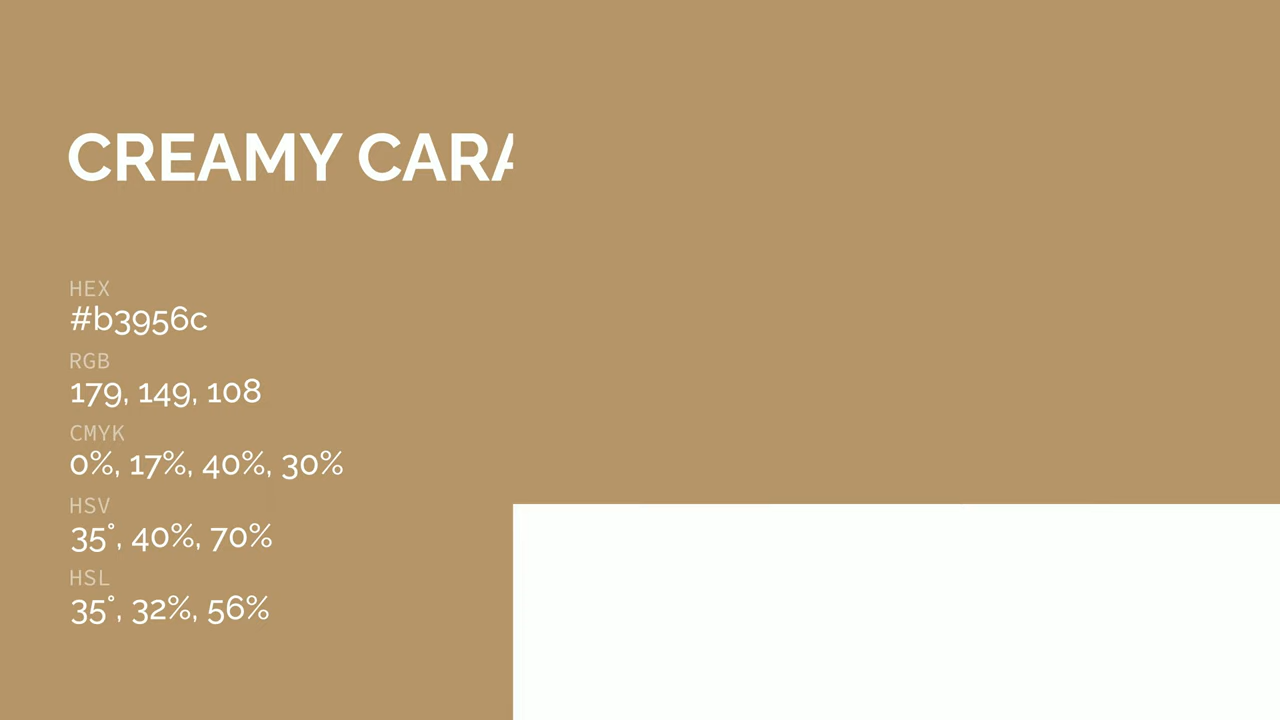 CREAMY CARA
HEX
#b3956c
RGB
179, 149, 108
CMYK
0%, 17%, 40%, 30%
HSV
35°, 40%, 70%
HSL
35°, 32%, 56%